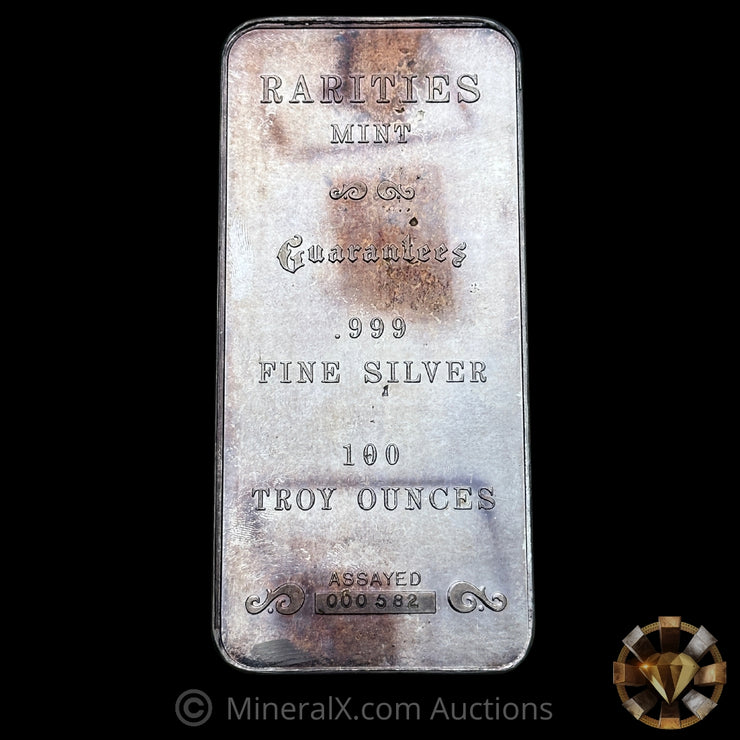 RARITIES
MINT
Guarantees
.999
FINE SILVER
100
TROY OUNCES
ASSAYED
000582
© MineralX.com Auctions